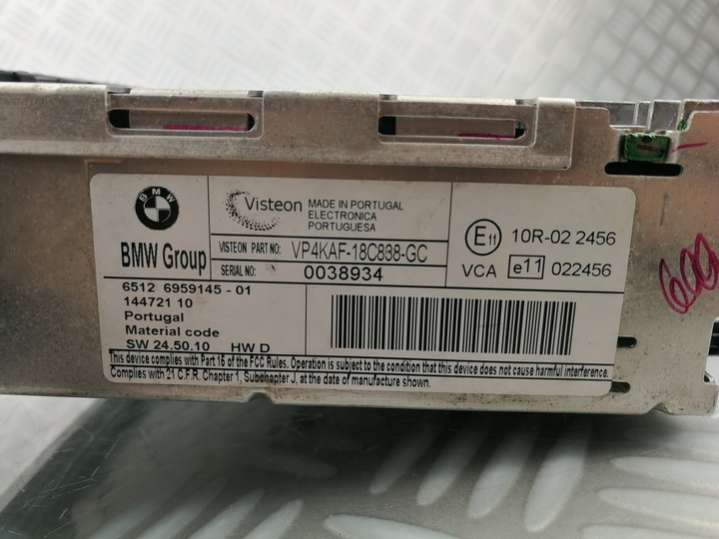 BMW
BMW Group
Visteon
MADE IN PORTUGAL
ELECTRONICA
PORTUGUESA
VISTEON PART NO: VP4KAF-18C838-GC
SERIAL NO: 0038934
E11 10R-02 2456
VCA e11 022456
6512 6959145 - 01
144721 10
Portugal
Material code
SW 24.50.10 HW D
This device complies with Part 15 of the FCC Rules. Operation is subject to the condition that this device does not cause harmful interference.
Complies with 21 C.F.R. Chapter 1, Subchapter J, at the date of manufacture shown.